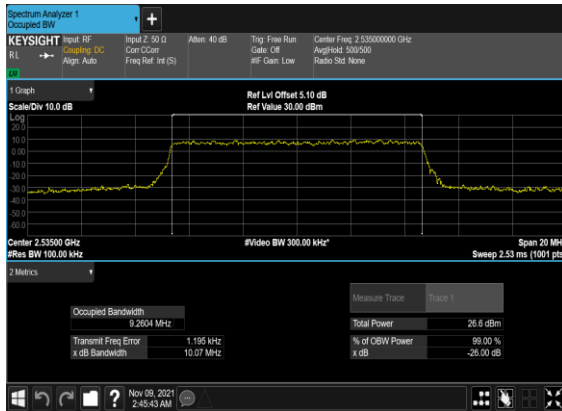 Spectrum Analyzer 1
Occupied BW
KEYSIGHT Input: RF Input Z: 50 Ω Atten: 40 dB Trig: Free Run Center Freq: 2.535000000 GHz
RL Coupling: DC Corr CCorr Gate: Off Avg|Hold: 500/500
Align: Auto Freq Ref: Int (S) #IF Gain: Low Radio Std: None
LXI
1 Graph Ref Lvl Offset 5.10 dB
Scale/Div 10.0 dB Ref Value 30.00 dBm
Log
20.0
10.0
0.00
-10.0
-20.0
-30.0
-40.0
-50.0
-60.0
Center 2.53500 GHz #Video BW 300.00 kHz* Span 20 MH
#Res BW 100.00 kHz Sweep 2.53 ms (1001 pts
2 Metrics
Measure Trace Trace 1
Occupied Bandwidth
9.2604 MHz Total Power 26.6 dBm
Transmit Freq Error 1.195 kHz % of OBW Power 99.00 %
x dB Bandwidth 10.07 MHz x dB -26.00 dB
? Nov 09, 2021
2:45:43 AM